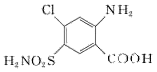 Cl
NH₂
H₂NO₂S
COOH